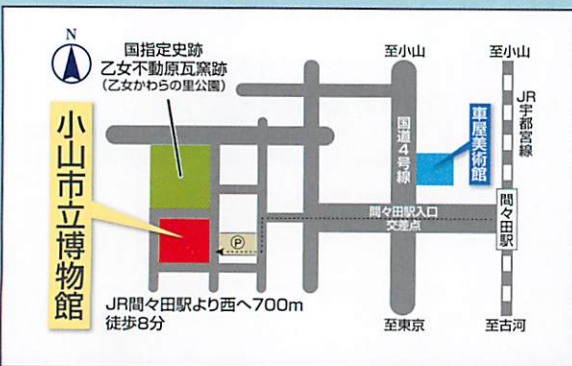 N
国指定史跡
乙女不動原瓦窯跡
(乙女かわらの里公園)
小山市立博物館
至小山
至小山
国道4号線
車屋美術館
JR宇都宮線
間々田駅入口
交差点
間々田駅
P
JR間々田駅より西へ700m
徒歩8分
至東京
至古河